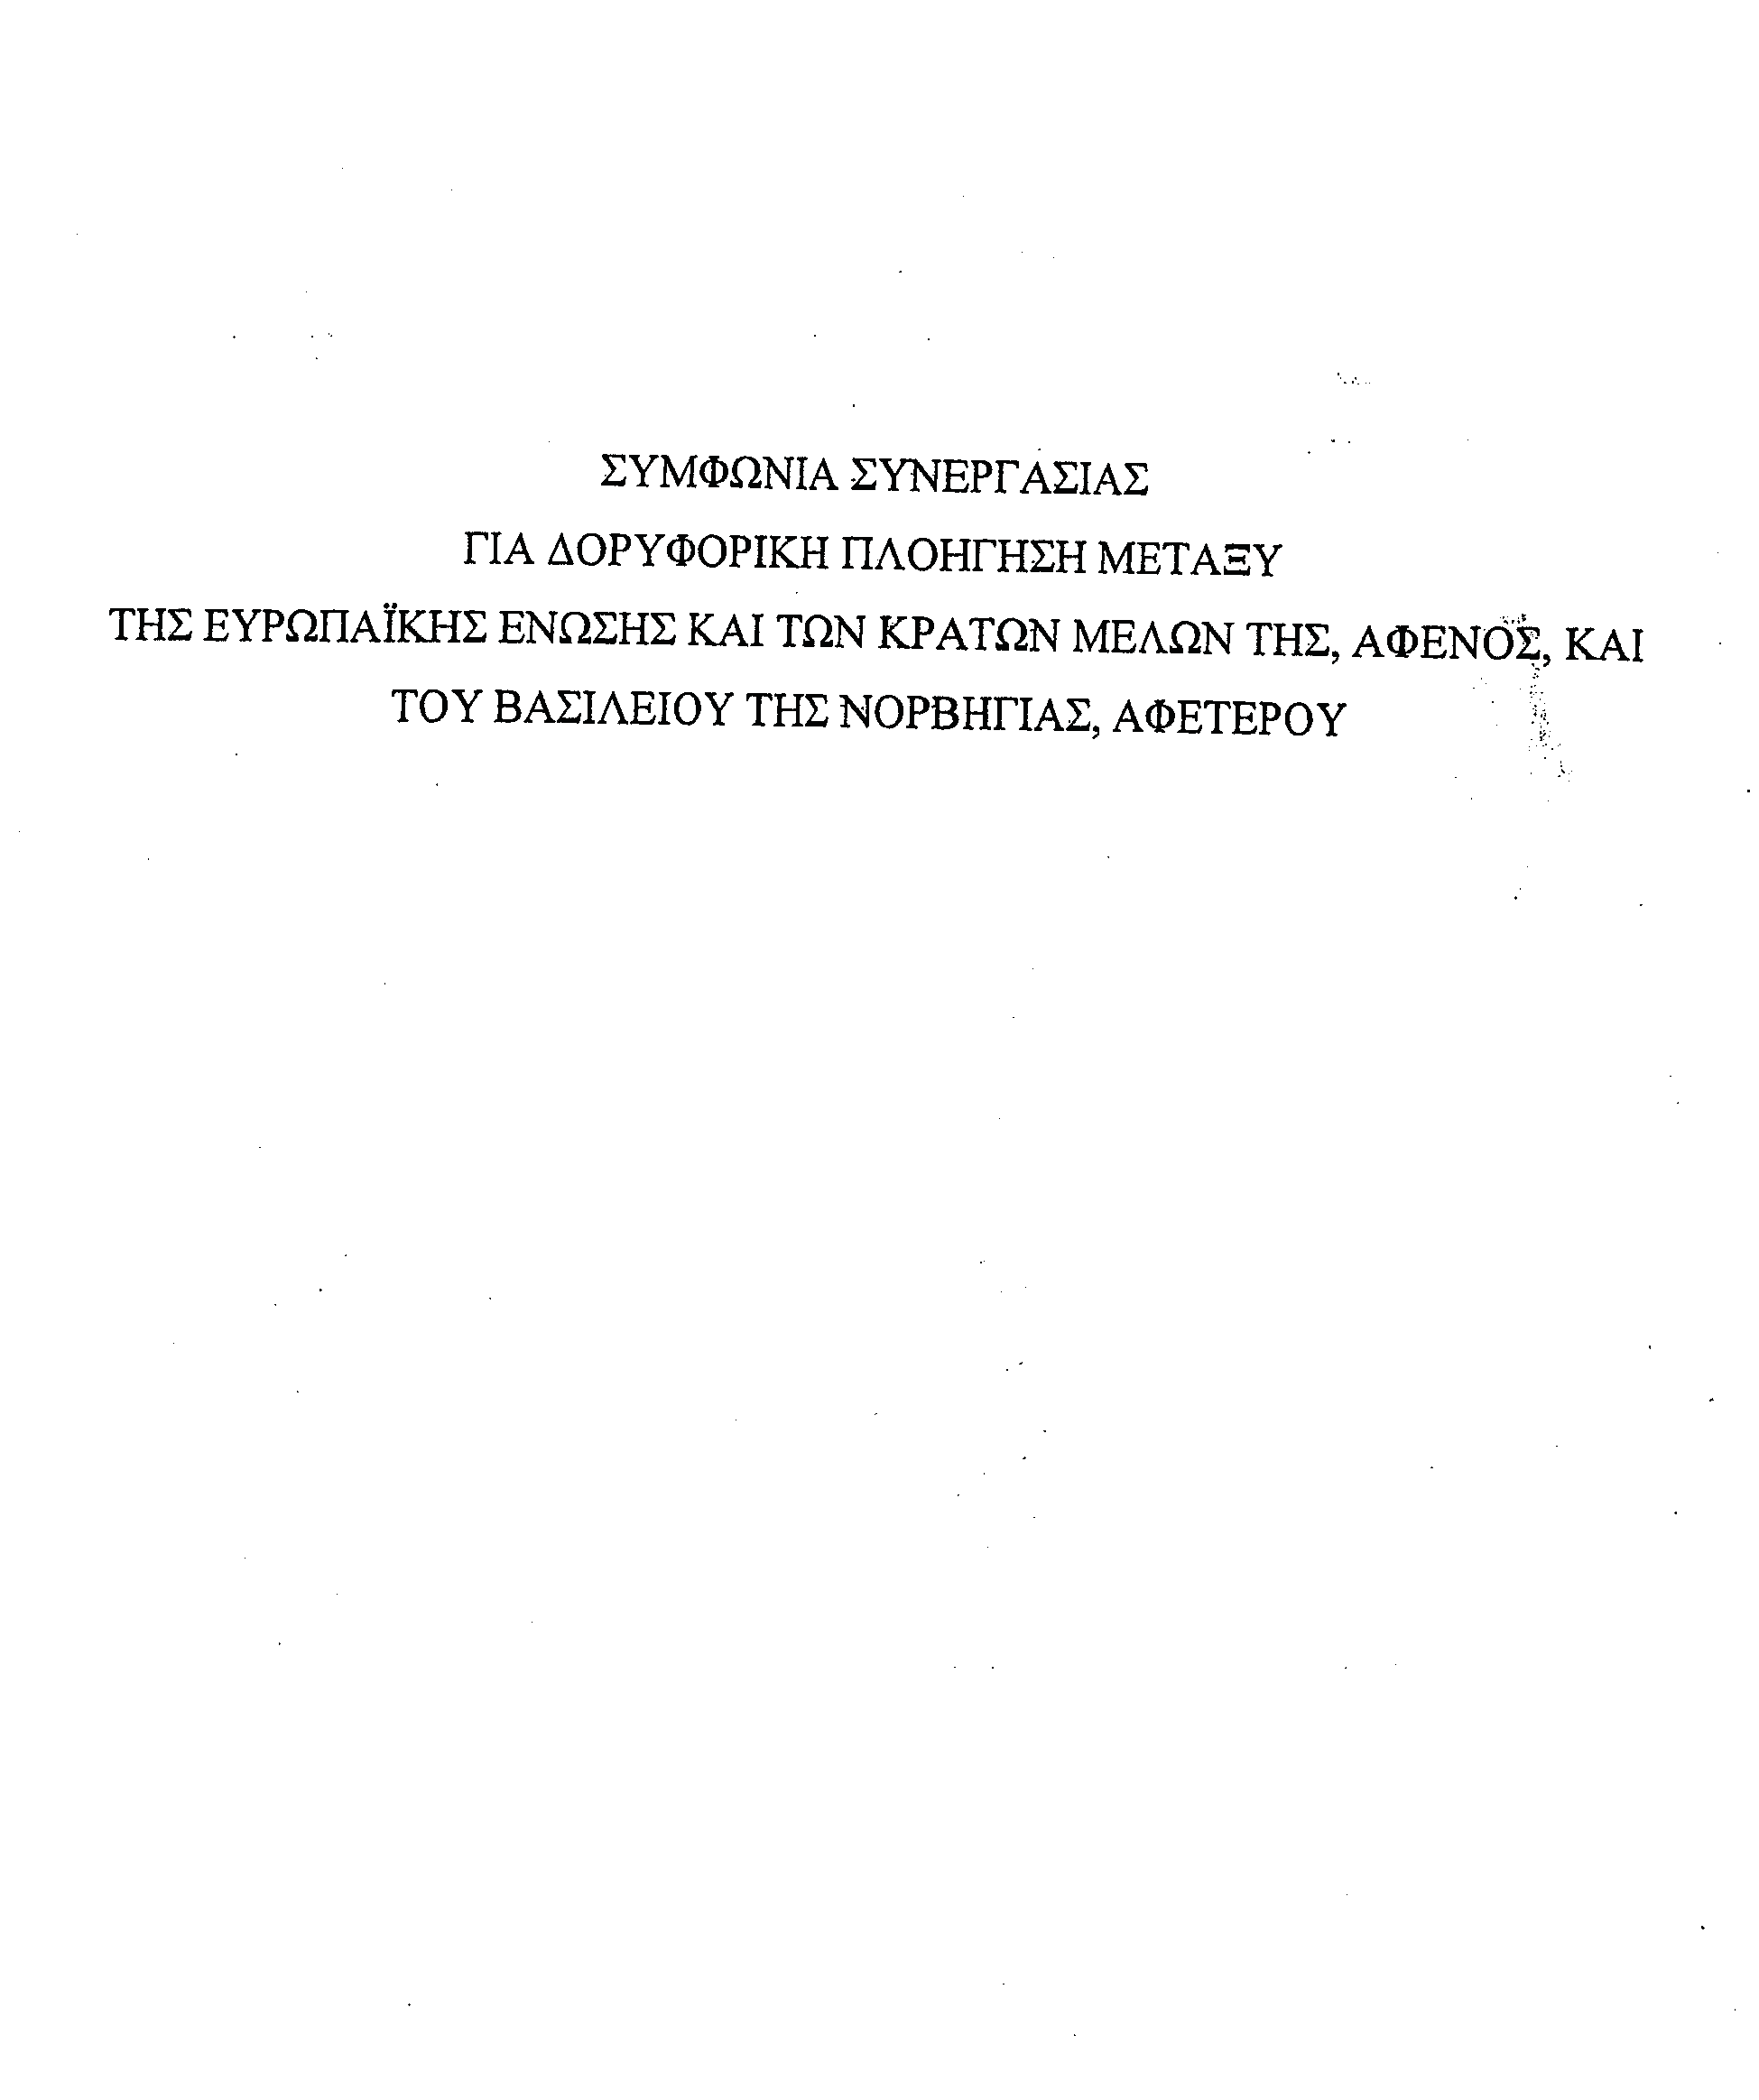 ΣΥΜΦΩΝΙΑ ΣΥΝΕΡΓΑΣΙΑΣ
ΓΙΑ ΔΟΡΥΦΟΡΙΚΗ ΠΛΟΗΓΗΣΗ ΜΕΤΑΞΥ
ΤΗΣ ΕΥΡΩΠΑΪΚΗΣ ΕΝΩΣΗΣ ΚΑΙ ΤΩΝ ΚΡΑΤΩΝ ΜΕΛΩΝ ΤΗΣ, ΑΦΕΝΟΣ, ΚΑΙ
ΤΟΥ ΒΑΣΙΛΕΙΟΥ ΤΗΣ ΝΟΡΒΗΓΙΑΣ, ΑΦΕΤΕΡΟΥ